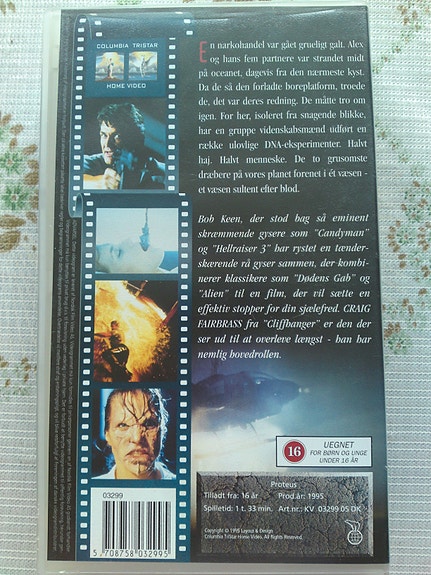 COLUMBIA TRISTAR
HOME VIDEO
En narkohandel var gået grueligt galt. Alex
og hans fem partnere var strandet midt
på oceanet, dagevis fra den nærmeste kyst.
Da de så den forladte boreplatform, troede
de, det var deres redning. De måtte tro om
igen. For her, isoleret fra snagende blikke,
har en gruppe videnskabsmænd udført en
række ulovlige DNA-eksperimenter. Halvt
haj. Halvt menneske. De to grusomste
dræbere på vores planet forenet i ét væsen -
et væsen sultent efter blod.
Bob Keen, der stod bag så eminent
skræmmende gysere som "Candyman"
og "Hellraiser 3" har rystet en tænder-
skærende rå gyser sammen, der kombi-
nerer klassikere som "Dødens Gab" og
"Alien" til en film, der vil sætte en
effektiv stopper for din sjælefred. CRAIG
FAIRBRASS fra "Cliffhanger" er den der
ser ud til at overleve længst - han har
nemlig hovedrollen.
16
UEGNET
FOR BØRN OG UNGE
UNDER 16 ÅR
Proteus
Tilladt fra: 16 år
Prod.år: 1995
Spilletid: 1 t. 33 min.
Art.nr.: KV 03299 05 DK
Copyright © 1995 Layout & Design
Columbia TriStar Home Video. All Rights Reserved.
03299
5 708758 032995